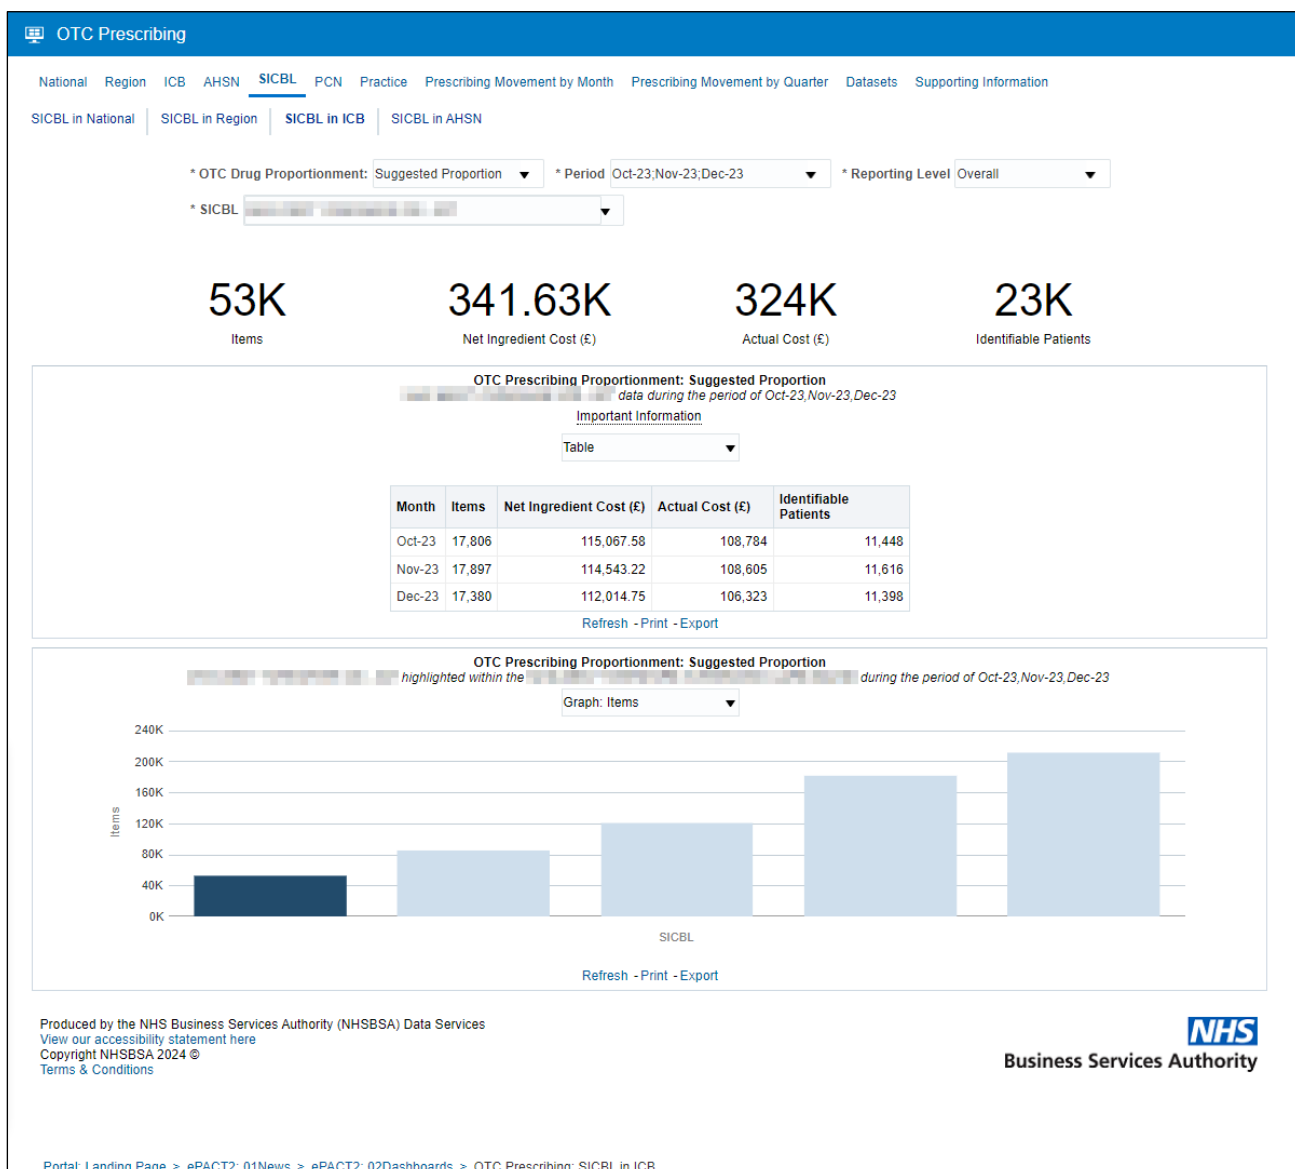 OTC Prescribing
National Region ICB AHSN SICBL PCN Practice Prescribing Movement by Month Prescribing Movement by Quarter Datasets Supporting Information
SICBL in National SICBL in Region SICBL in ICB SICBL in AHSN
* OTC Drug Proportionment: Suggested Proportion * Period Oct-23;Nov-23;Dec-23 * Reporting Level Overall
* SICBL
53K 341.63K 324K 23K
Items Net Ingredient Cost (£) Actual Cost (£) Identifiable Patients
OTC Prescribing Proportionment: Suggested Proportion
data during the period of Oct-23,Nov-23,Dec-23
Important Information
Table
Month Items Net Ingredient Cost (£) Actual Cost (£) Identifiable Patients
Oct-23 17,806 115,067.58 108,784 11,448
Nov-23 17,897 114,543.22 108,605 11,616
Dec-23 17,380 112,014.75 106,323 11,398
Refresh - Print - Export
OTC Prescribing Proportionment: Suggested Proportion
highlighted within the during the period of Oct-23,Nov-23,Dec-23
Graph: Items
240K
200K
160K
120K
80K
40K
0K
Items
SICBL
Refresh - Print - Export
Produced by the NHS Business Services Authority (NHSBSA) Data Services
View our accessibility statement here
Copyright NHSBSA 2024 ©
Terms & Conditions
NHS
Business Services Authority
Portal: Landing Page > ePACT2: 01News > ePACT2: 02Dashboards > OTC Prescribing: SICBL in ICB